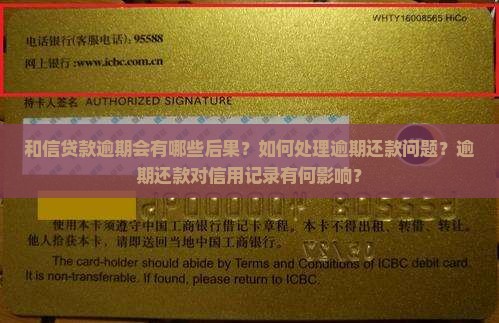 WHTY16008565 HiCo
电话银行(客服电话):95588
网上银行:www.icbc.com.cn
持卡人签名 AUTHORIZED SIGNATURE
和信贷款逾期会有哪些后果？如何处理逾期还款问题？逾
期还款对信用记录有何影响？
使用本卡须遵守中国工商银行借记卡章程。本卡不得出租、转借、转让。
他人拾获本卡，请即送回当地中国工商银行。
The card-holder should abide by Terms and Conditions of ICBC debit card.
It is non-transferable. If found, please return to ICBC.